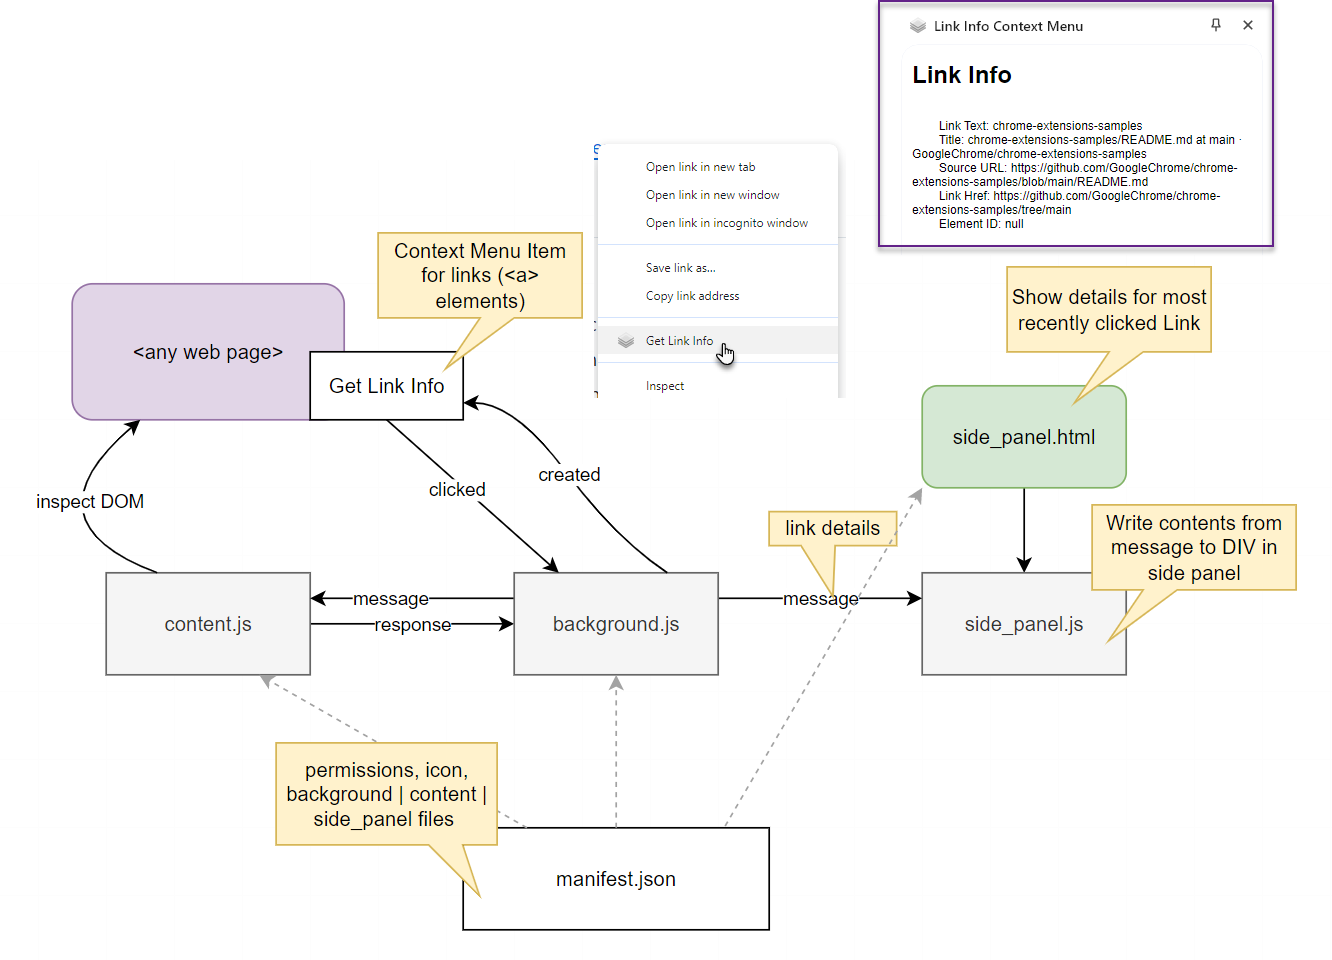 Link Info Context Menu
Link Info
Link Text: chrome-extensions-samples
Title: chrome-extensions-samples/README.md at main ·
GoogleChrome/chrome-extensions-samples
Source URL: https://github.com/GoogleChrome/chrome-
extensions-samples/blob/main/README.md
Link Href: https://github.com/GoogleChrome/chrome-
extensions-samples/tree/main
Element ID: null
Open link in new tab
Open link in new window
Open link in incognito window
Save link as...
Copy link address
Get Link Info
Inspect
Context Menu Item
for links (<a>
elements)
<any web page>
Get Link Info
Show details for most
recently clicked Link
side_panel.html
inspect DOM
clicked
created
link details
Write contents from
message to DIV in
side panel
message
response
message
content.js
background.js
side_panel.js
permissions, icon,
background | content |
side_panel files
manifest.json